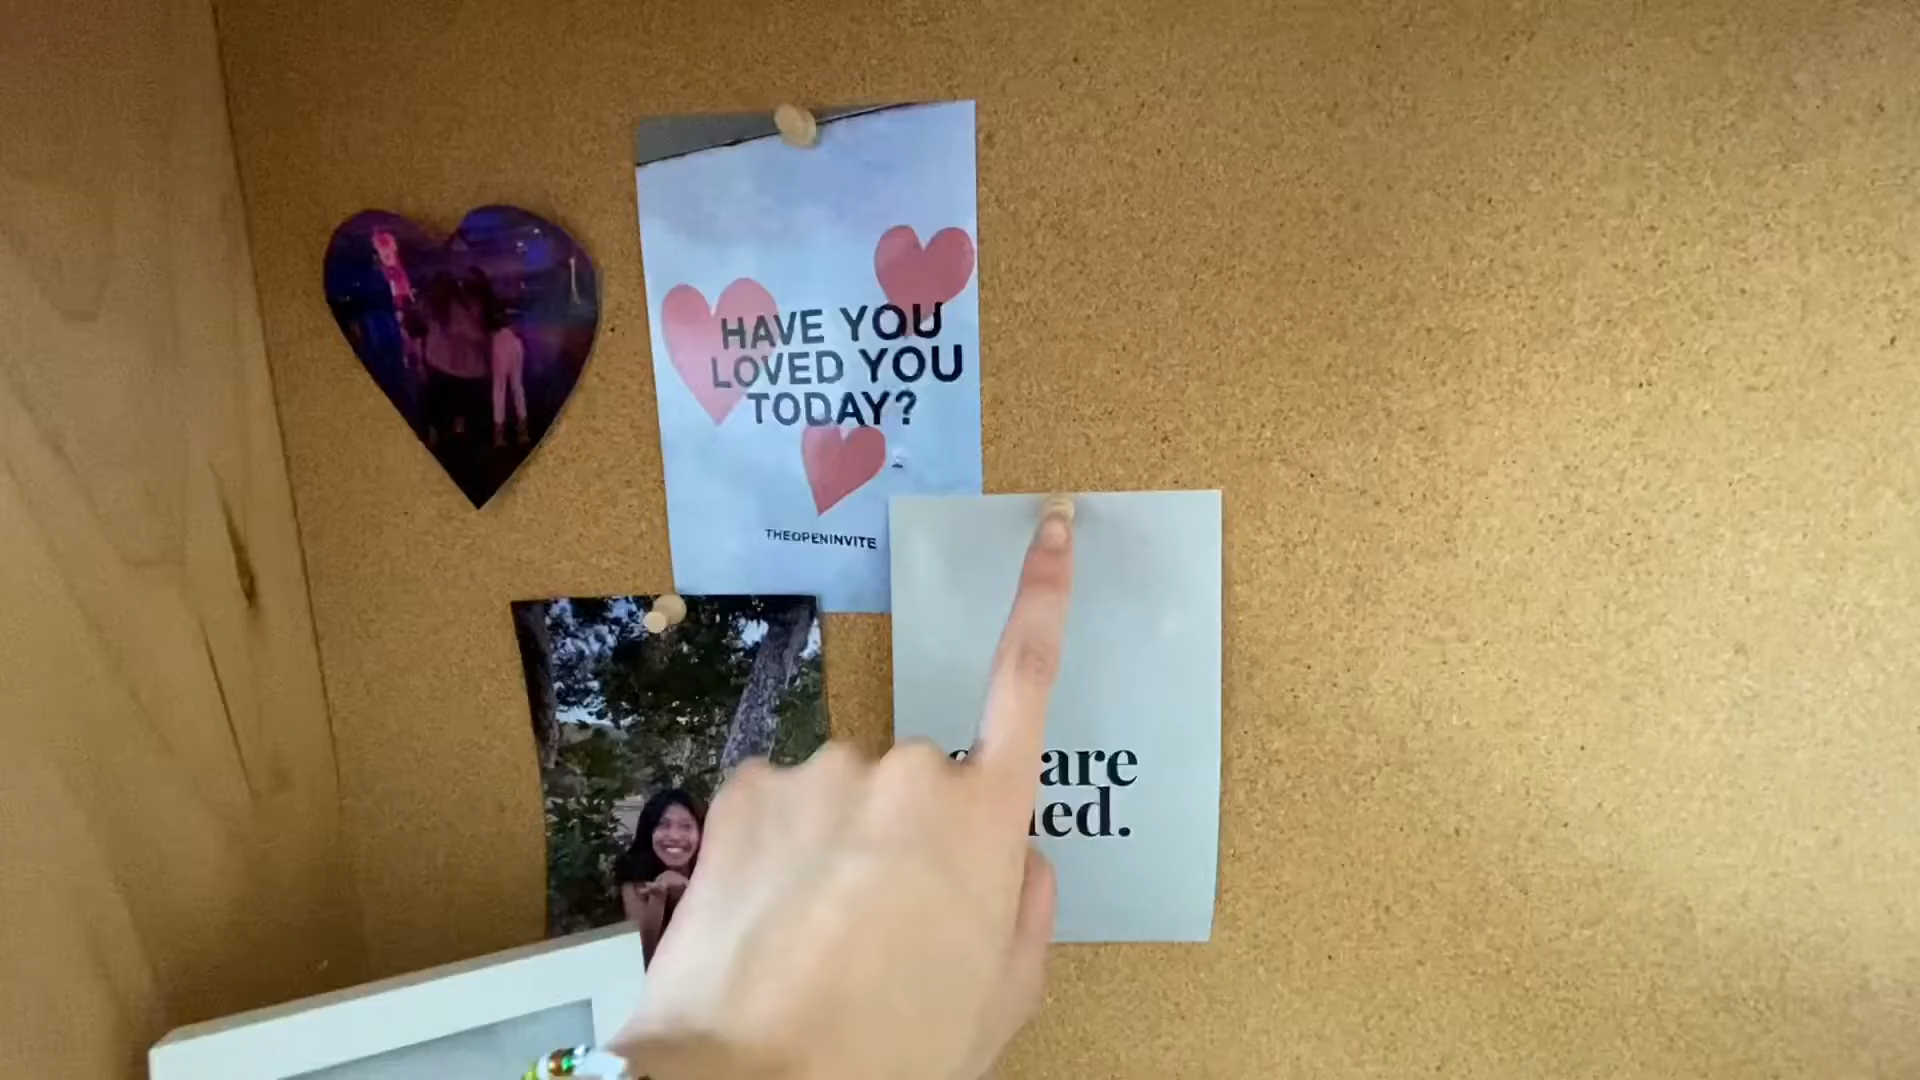 HAVE YOU
LOVED YOU
TODAY?
THEOPENINVITE
are